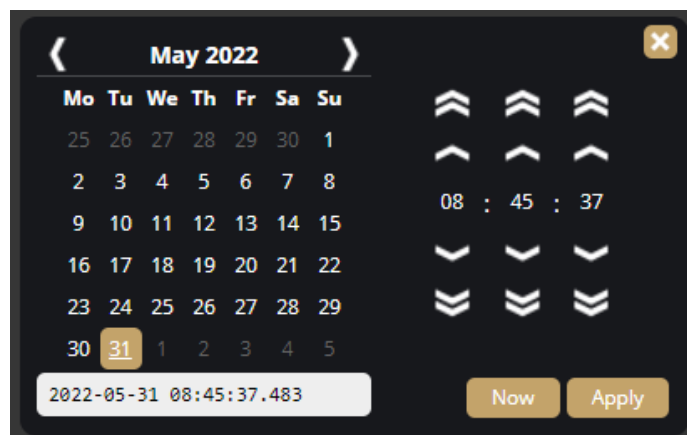 May 2022
Mo Tu We Th Fr Sa Su
25 26 27 28 29 30 1
2 3 4 5 6 7 8
9 10 11 12 13 14 15
16 17 18 19 20 21 22
23 24 25 26 27 28 29
30 31 1 2 3 4 5
08 : 45 : 37
2022-05-31 08:45:37.483
Now Apply